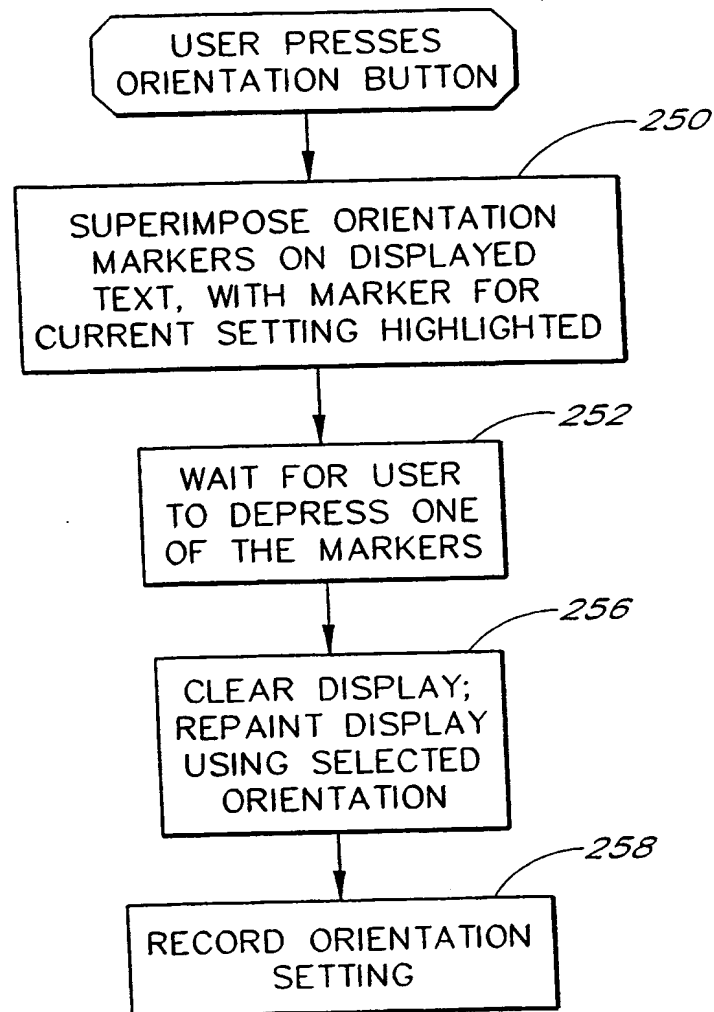 USER PRESSES
ORIENTATION BUTTON
250
SUPERIMPOSE ORIENTATION
MARKERS ON DISPLAYED
TEXT, WITH MARKER FOR
CURRENT SETTING HIGHLIGHTED
252
WAIT FOR USER
TO DEPRESS ONE
OF THE MARKERS
256
CLEAR DISPLAY;
REPAINT DISPLAY
USING SELECTED
ORIENTATION
258
RECORD ORIENTATION
SETTING